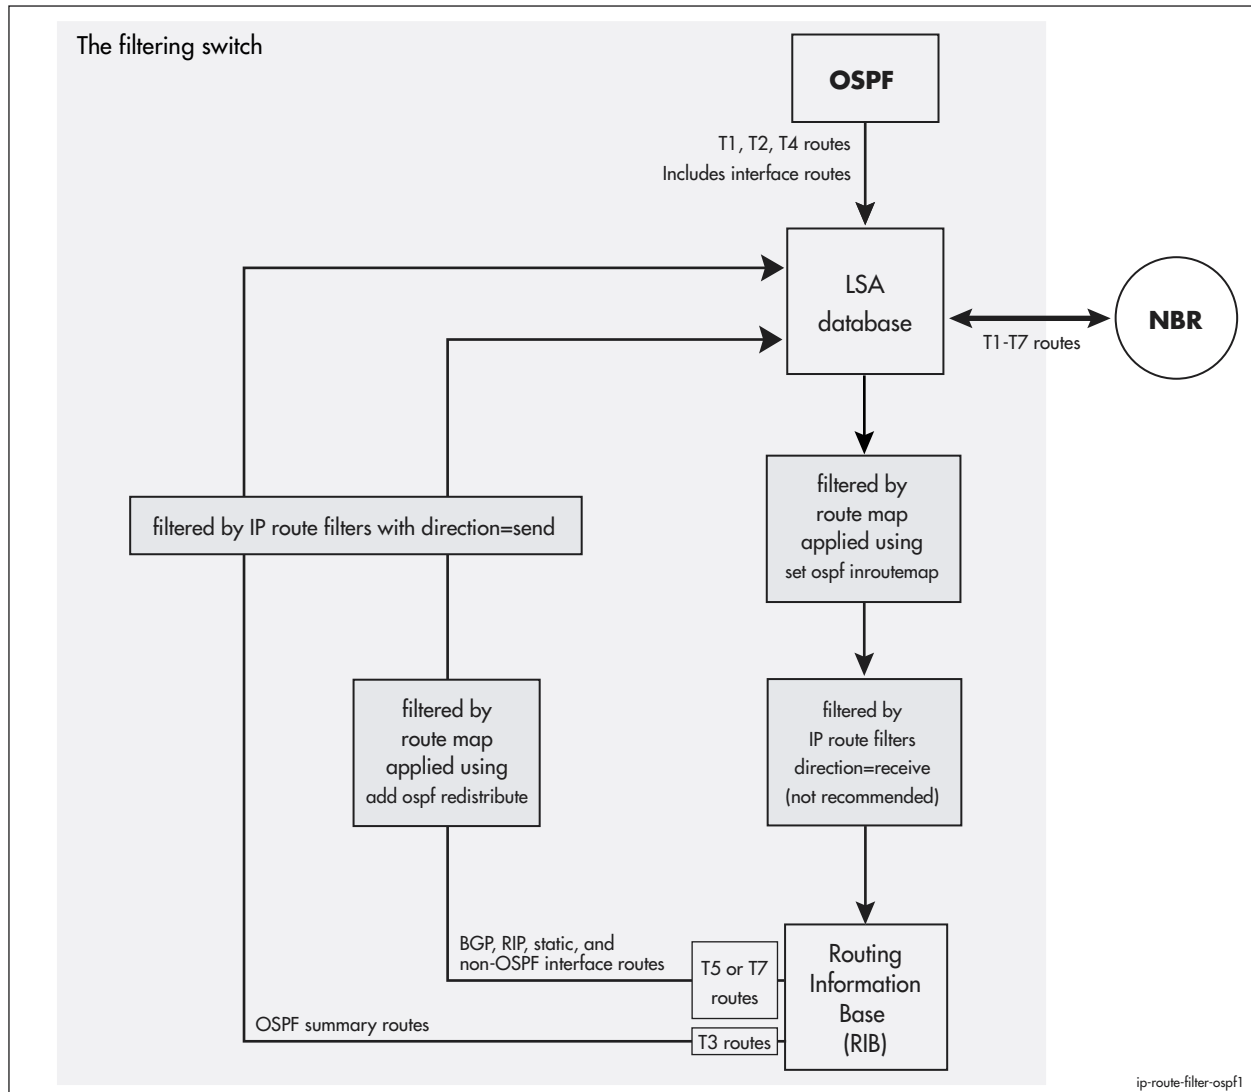 The filtering switch
OSPF
T1, T2, T4 routes
Includes interface routes
LSA
database
NBR
T1-T7 routes
filtered by
route map
applied using
set ospf inroutemap
filtered by IP route filters with direction=send
filtered by
route map
applied using
add ospf redistribute
filtered by
IP route filters
direction=receive
(not recommended)
BGP, RIP, static, and
non-OSPF interface routes
T5 or T7
routes
Routing
Information
Base
(RIB)
OSPF summary routes
T3 routes
ip-route-filter-ospf1